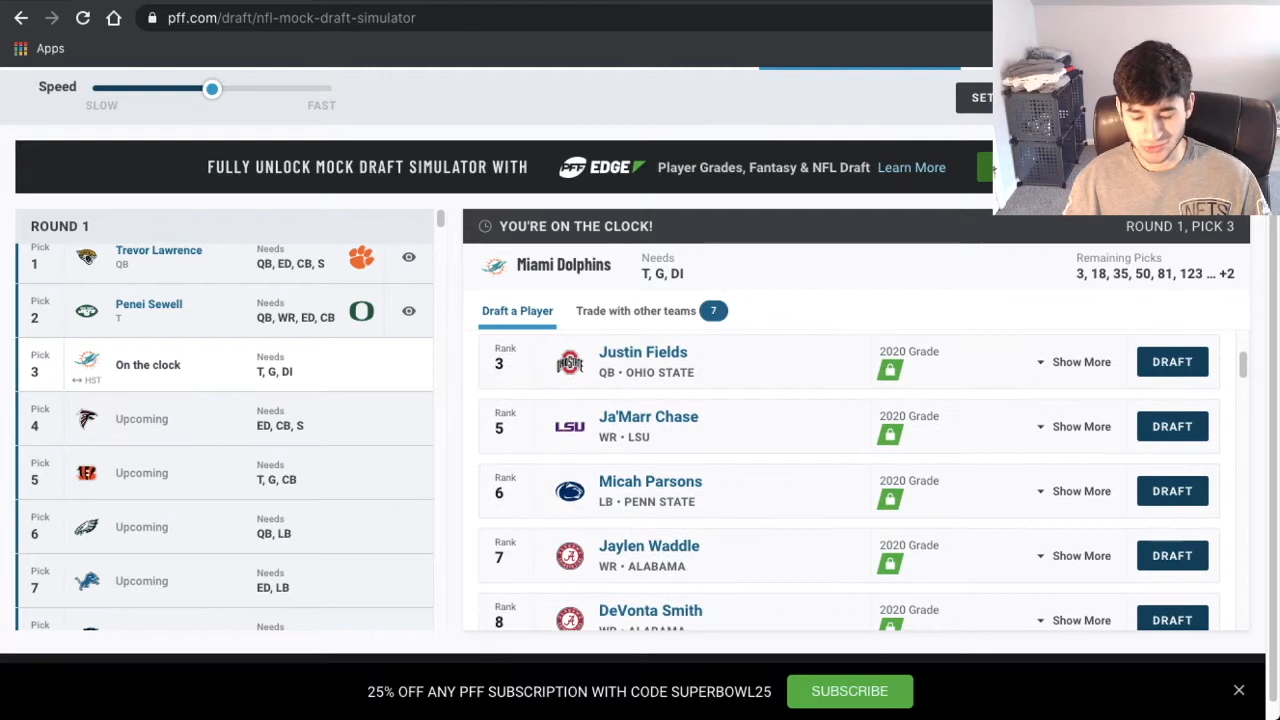 pff.com/draft/nfl-mock-draft-simulator
Apps
Speed
SLOW FAST
SET
FULLY UNLOCK MOCK DRAFT SIMULATOR WITH PFF EDGE Player Grades, Fantasy & NFL Draft Learn More
ROUND 1
Pick 1 Trevor Lawrence QB Needs QB, ED, CB, S
Pick 2 Penei Sewell T Needs QB, WR, ED, CB
Pick 3 ↔ HST On the clock Needs T, G, DI
Pick 4 Upcoming Needs ED, CB, S
Pick 5 Upcoming Needs T, G, CB
Pick 6 Upcoming Needs QB, LB
Pick 7 Upcoming Needs ED, LB
Pick Needs
YOU'RE ON THE CLOCK! ROUND 1, PICK 3
Miami Dolphins Needs T, G, DI Remaining Picks 3, 18, 35, 50, 81, 123 ... +2
Draft a Player Trade with other teams 7
Rank 3 Justin Fields QB • OHIO STATE 2020 Grade Show More DRAFT
Rank 5 LSU Ja'Marr Chase WR • LSU 2020 Grade Show More DRAFT
Rank 6 Micah Parsons LB • PENN STATE 2020 Grade Show More DRAFT
Rank 7 Jaylen Waddle WR • ALABAMA 2020 Grade Show More DRAFT
Rank 8 DeVonta Smith WR • ALABAMA 2020 Grade Show More DRAFT
NETS
25% OFF ANY PFF SUBSCRIPTION WITH CODE SUPERBOWL25 SUBSCRIBE